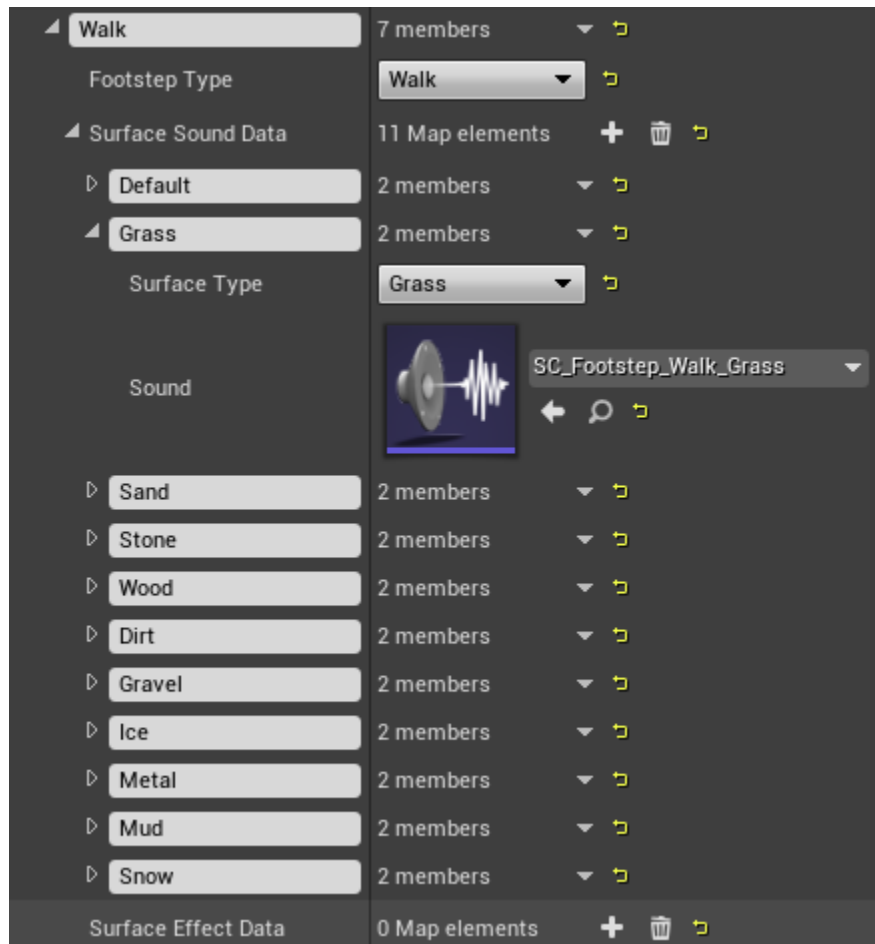 Walk 7 members
Footstep Type Walk
Surface Sound Data 11 Map elements
Default 2 members
Grass 2 members
Surface Type Grass
Sound SC_Footstep_Walk_Grass
Sand 2 members
Stone 2 members
Wood 2 members
Dirt 2 members
Gravel 2 members
Ice 2 members
Metal 2 members
Mud 2 members
Snow 2 members
Surface Effect Data 0 Map elements